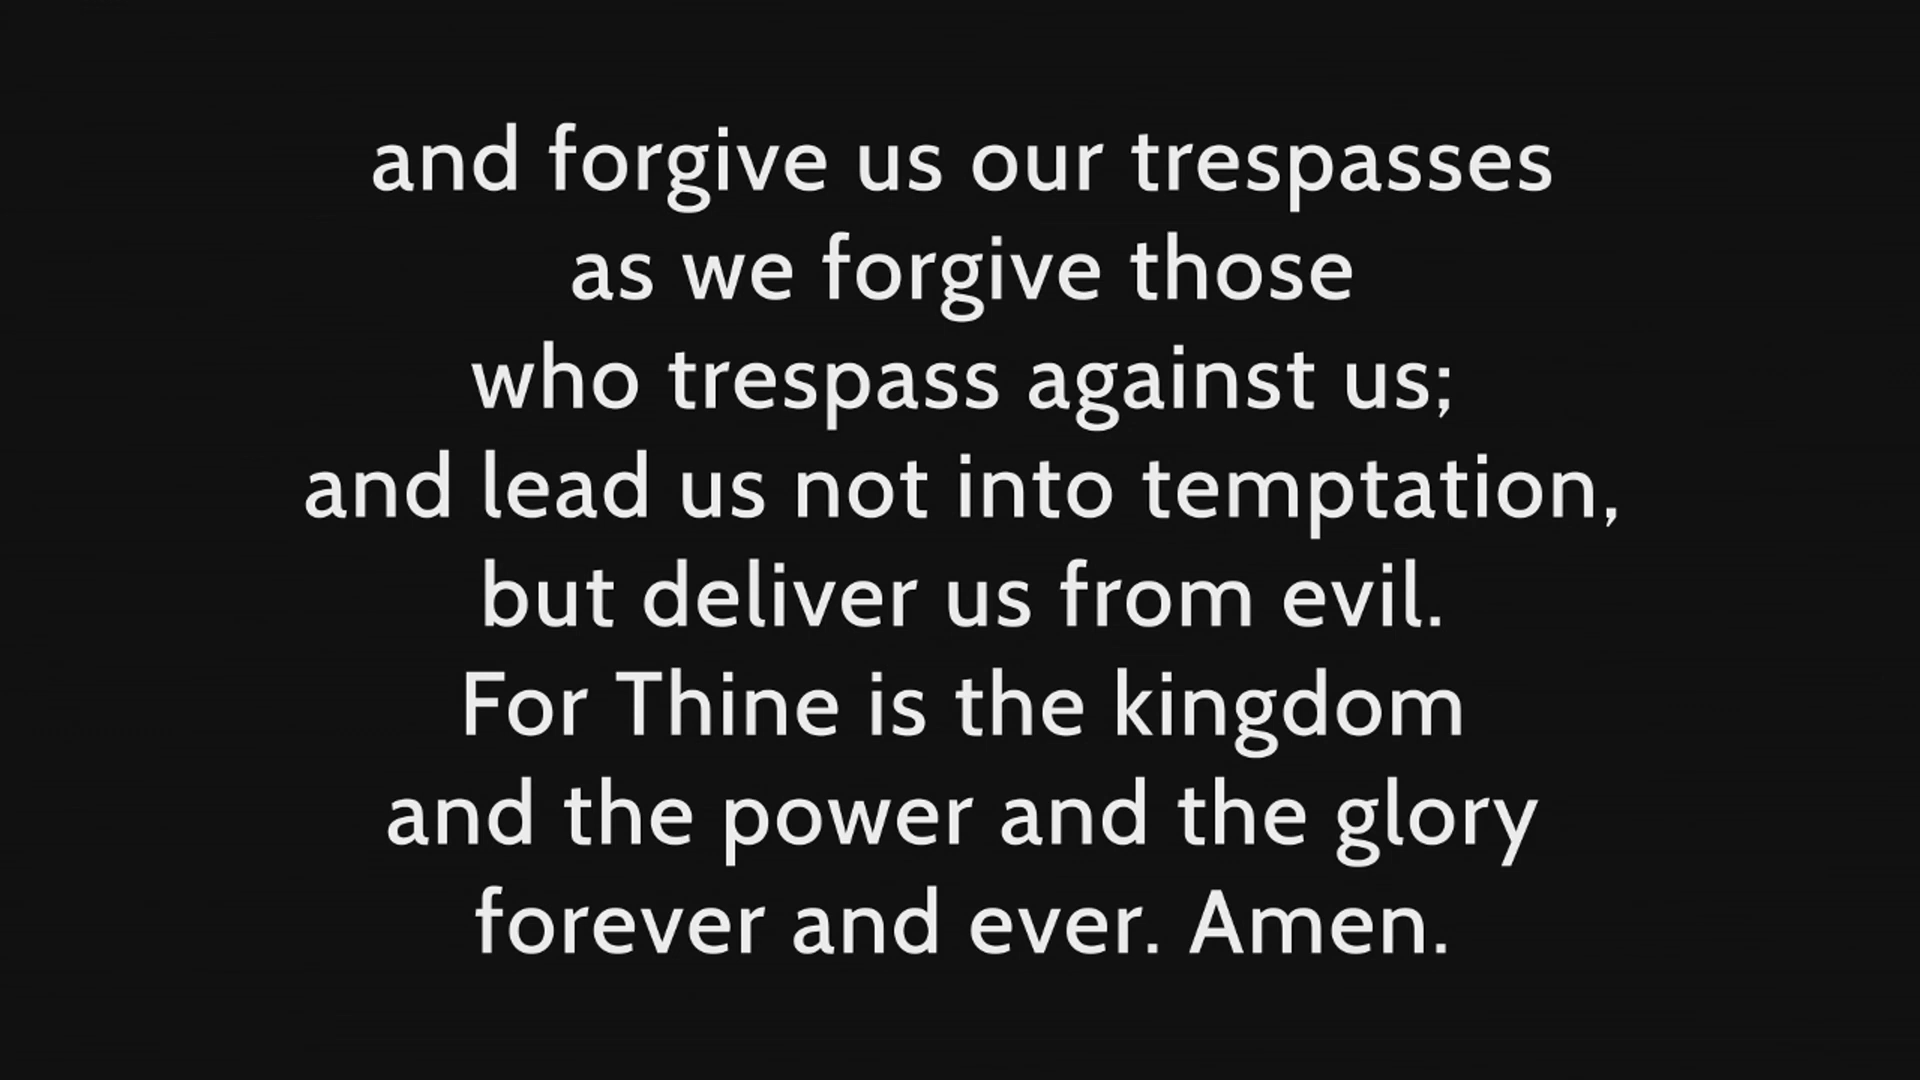 and forgive us our trespasses
as we forgive those
who trespass against us;
and lead us not into temptation,
but deliver us from evil.
For Thine is the kingdom
and the power and the glory
forever and ever. Amen.